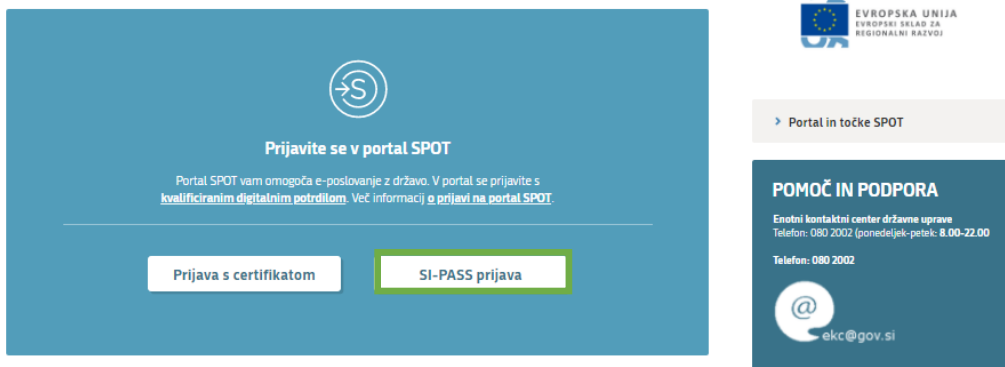 Prijavite se v portal SPOT
Portal SPOT vam omogoča e-poslovanje z državo. V portal se prijavite s
kvalificiranim digitalnim potrdilom. Več informacij o prijavi na portal SPOT.
Prijava s certifikatom
SI-PASS prijava
EVROPSKA UNIJA
EVROPSKI SKLAD ZA
REGIONALNI RAZVOJ
Portal in točke SPOT
POMOČ IN PODPORA
Enotni kontaktni center državne uprave
Telefon: 080 2002 (ponedeljek-petek: 8.00-22.00
Telefon: 080 2002
@
ekc@gov.si